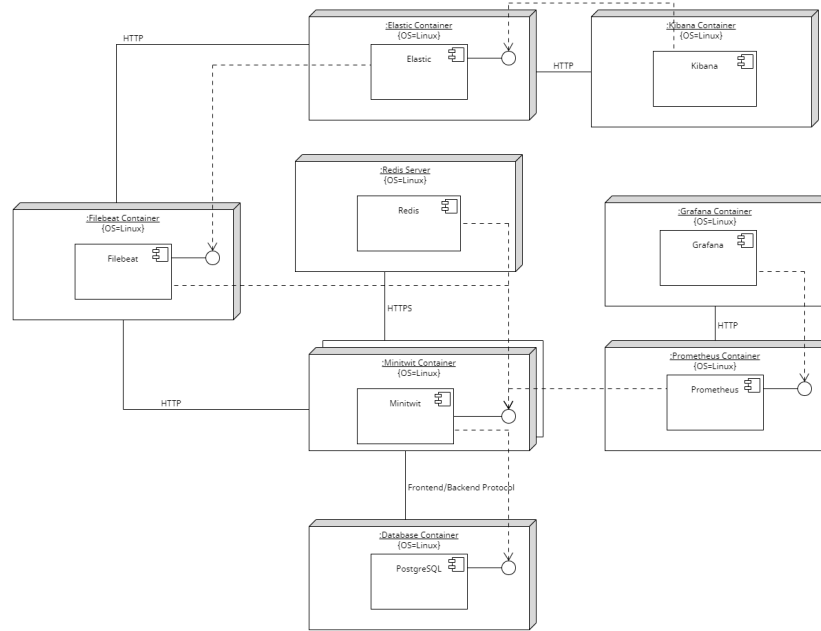 :Elastic Container
{OS=Linux}
Elastic
:Kibana Container
{OS=Linux}
Kibana
HTTP
HTTP
:Redis Server
{OS=Linux}
Redis
:Filebeat Container
{OS=Linux}
Filebeat
:Grafana Container
{OS=Linux}
Grafana
HTTPS
HTTP
:Minitwit Container
{OS=Linux}
Minitwit
:Prometheus Container
{OS=Linux}
Prometheus
HTTP
Frontend/Backend Protocol
:Database Container
{OS=Linux}
PostgreSQL